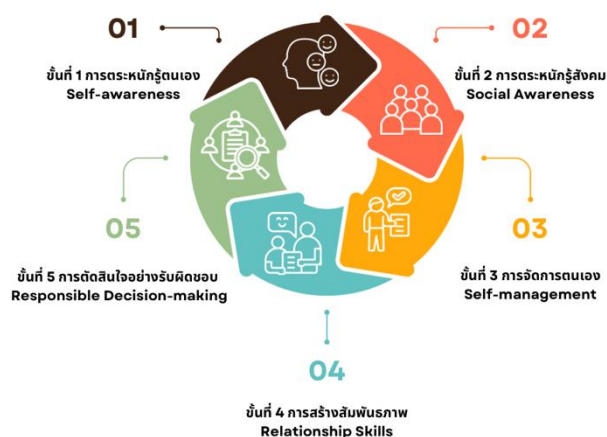 01
ขั้นที่ 1 การตระหนักรู้ตนเอง
Self-awareness
02
ขั้นที่ 2 การตระหนักรู้สังคม
Social Awareness
03
ขั้นที่ 3 การจัดการตนเอง
Self-management
04
ขั้นที่ 4 การสร้างสัมพันธภาพ
Relationship Skills
05
ขั้นที่ 5 การตัดสินใจอย่างรับผิดชอบ
Responsible Decision-making